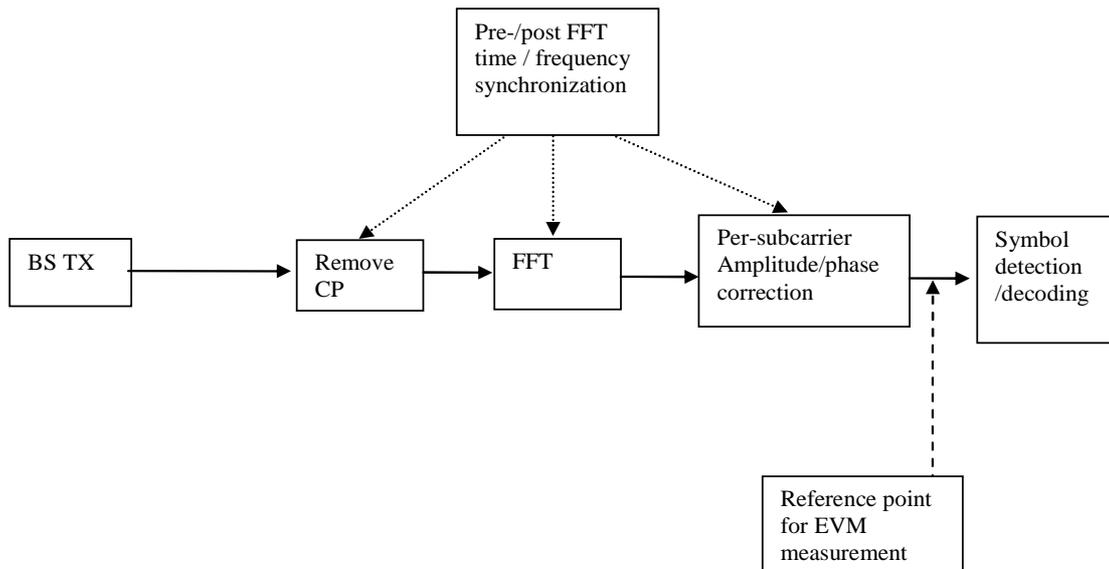 Pre-/post FFT
time / frequency
synchronization
BS TX
Remove
CP
FFT
Per-subcarrier
Amplitude/phase
correction
Symbol
detection
/decoding
Reference point
for EVM
measurement